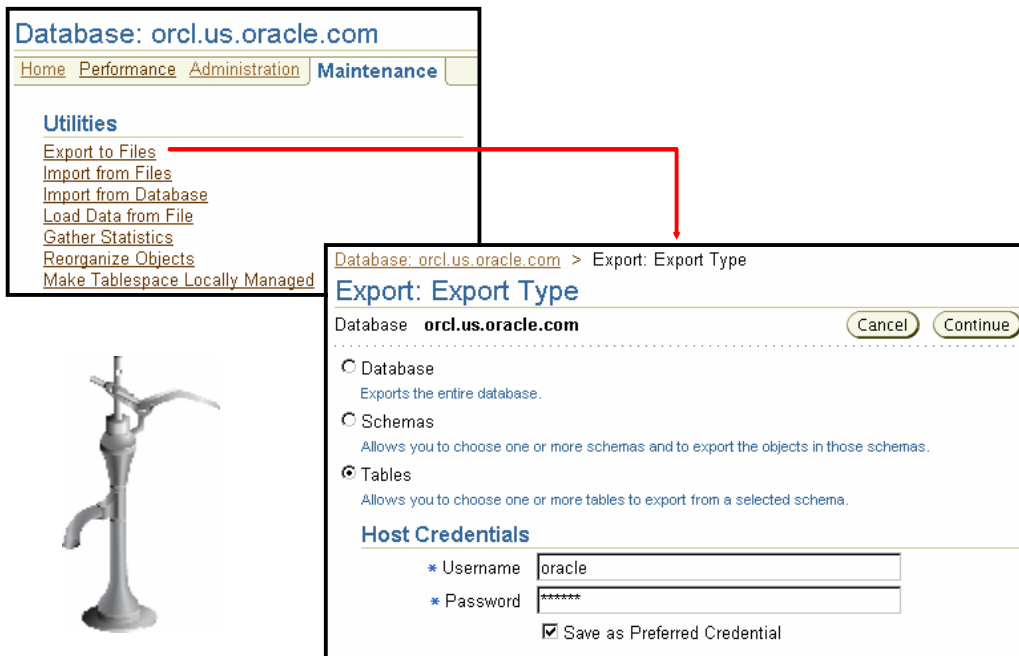 Database: orcl.us.oracle.com
Home Performance Administration Maintenance
Utilities
Export to Files
Import from Files
Import from Database
Load Data from File
Gather Statistics
Reorganize Objects
Make Tablespace Locally Managed
Database: orcl.us.oracle.com > Export: Export Type
Export: Export Type
Database orcl.us.oracle.com Cancel Continue
Database
Exports the entire database.
Schemas
Allows you to choose one or more schemas and to export the objects in those schemas.
Tables
Allows you to choose one or more tables to export from a selected schema.
Host Credentials
* Username oracle
* Password ******
Save as Preferred Credential